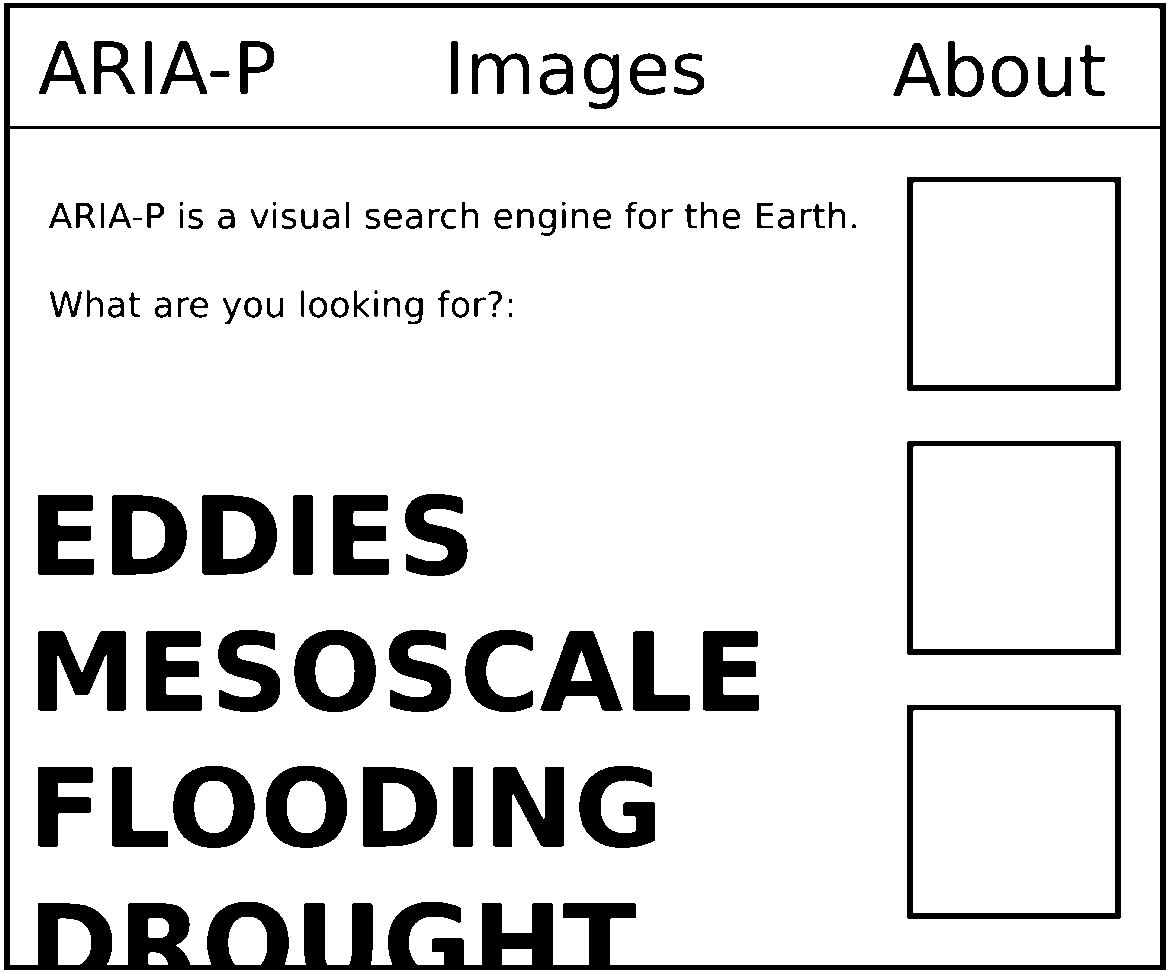 ARIA-P Images About
ARIA-P is a visual search engine for the Earth.
What are you looking for?:
EDDIES
MESOSCALE
FLOODING
DROUGHT